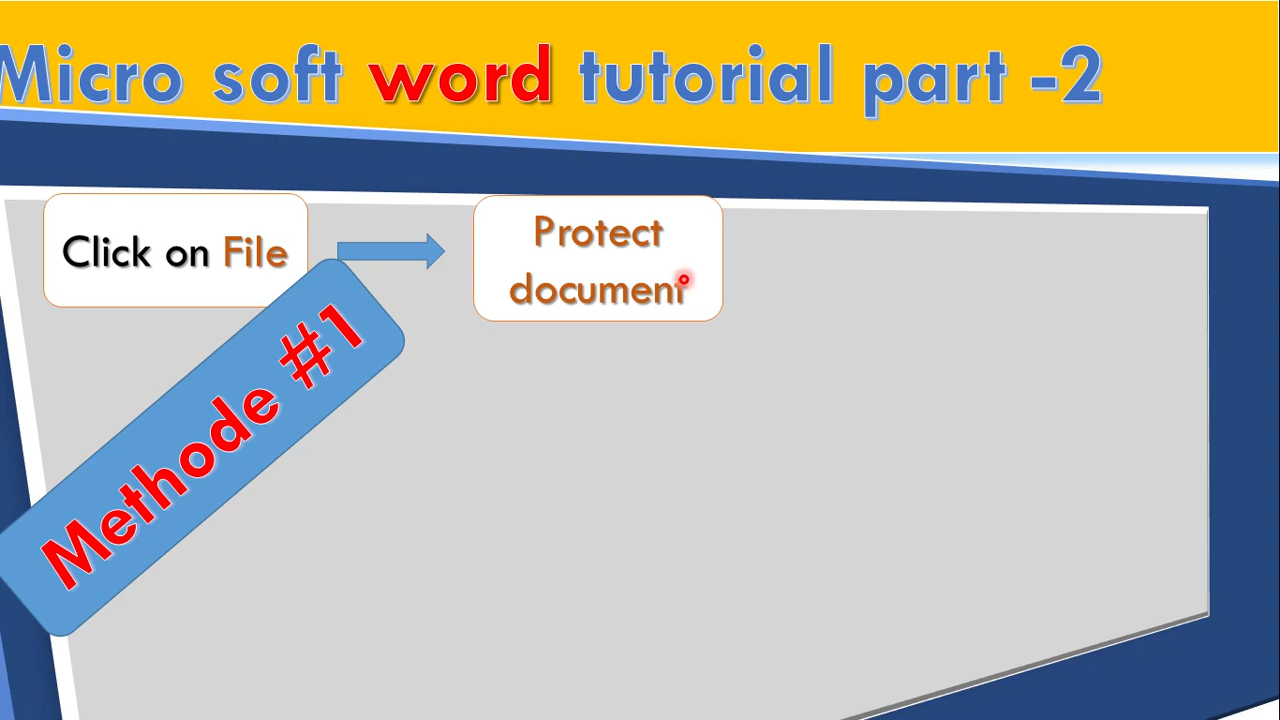 Micro soft word tutorial part -2
Click on File
Protect
document
Methode #1